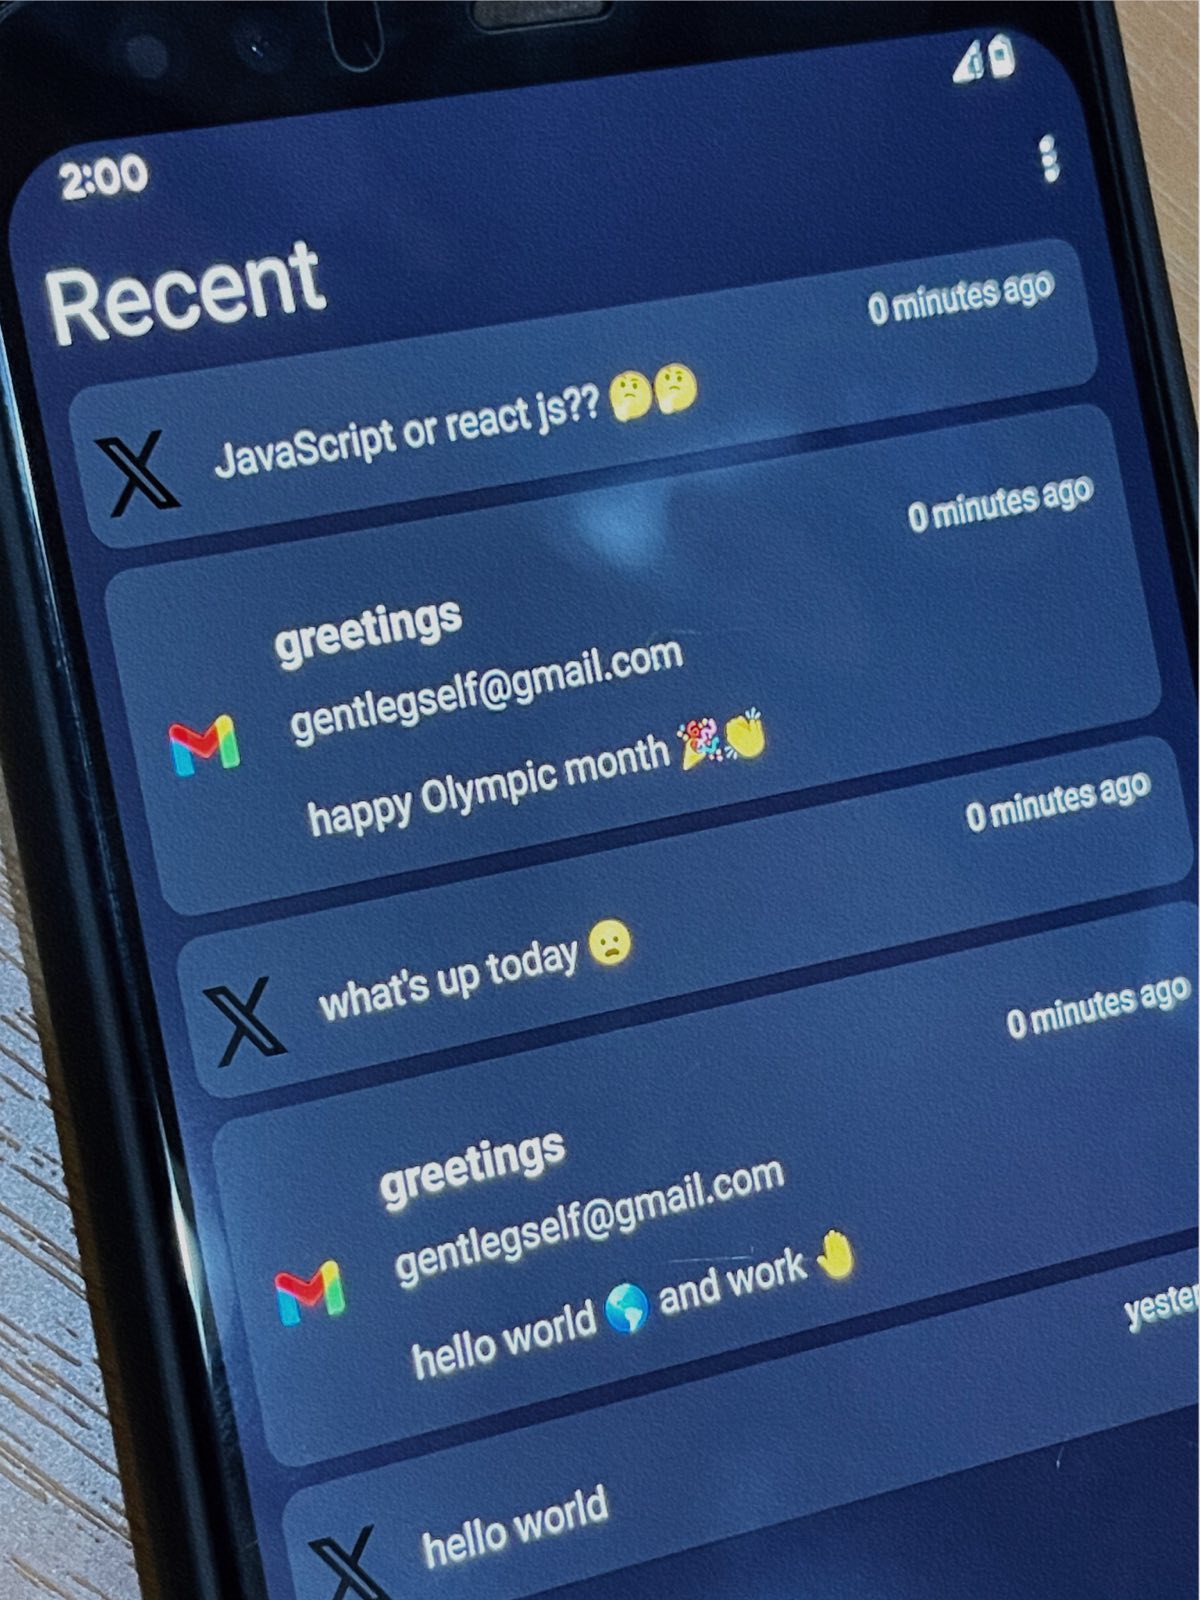 2:00
Recent
0 minutes ago
JavaScript or react js?? 🤔🤔
0 minutes ago
greetings
gentlegself@gmail.com
happy Olympic month 🎉👏
0 minutes ago
what's up today 😦
0 minutes ago
greetings
gentlegself@gmail.com
hello world 🌎 and work 🤚
yester
hello world